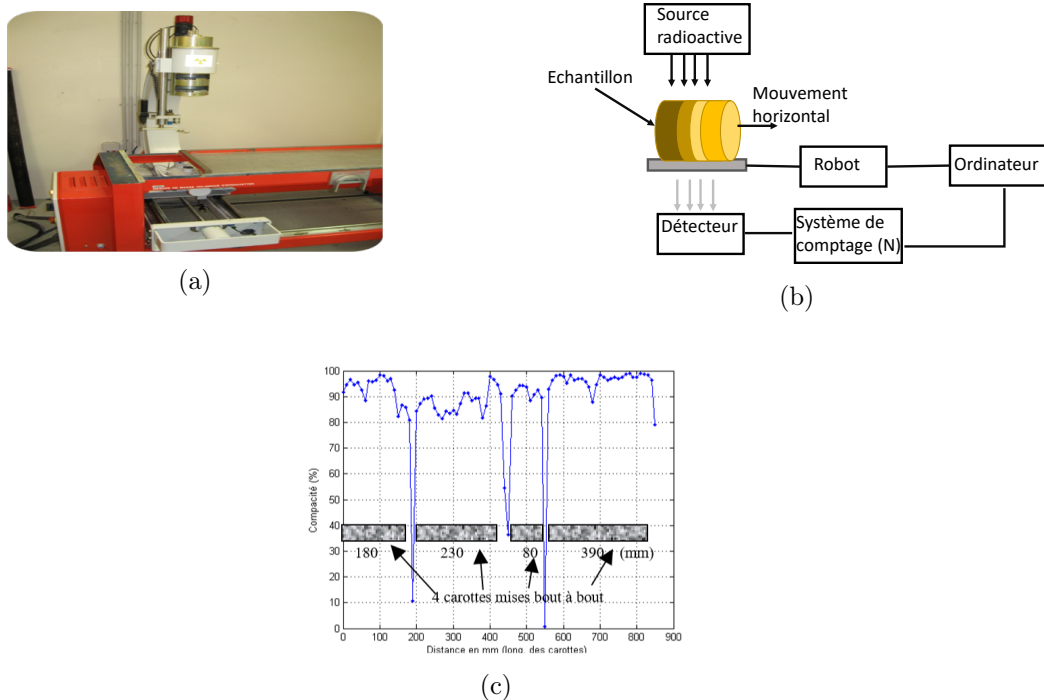 Source
radioactive
Echantillon
Mouvement
horizontal
Robot
Ordinateur
Détecteur
Système de
comptage (N)
(a)
(b)
100
90
80
70
60
50
40
30
20
10
0
Compacité (%)
180
230
80
390
(mm)
4 carottes mises bout à bout
0
100
200
300
400
500
600
700
800
900
Distance en mm (long. des carottes)
(c)